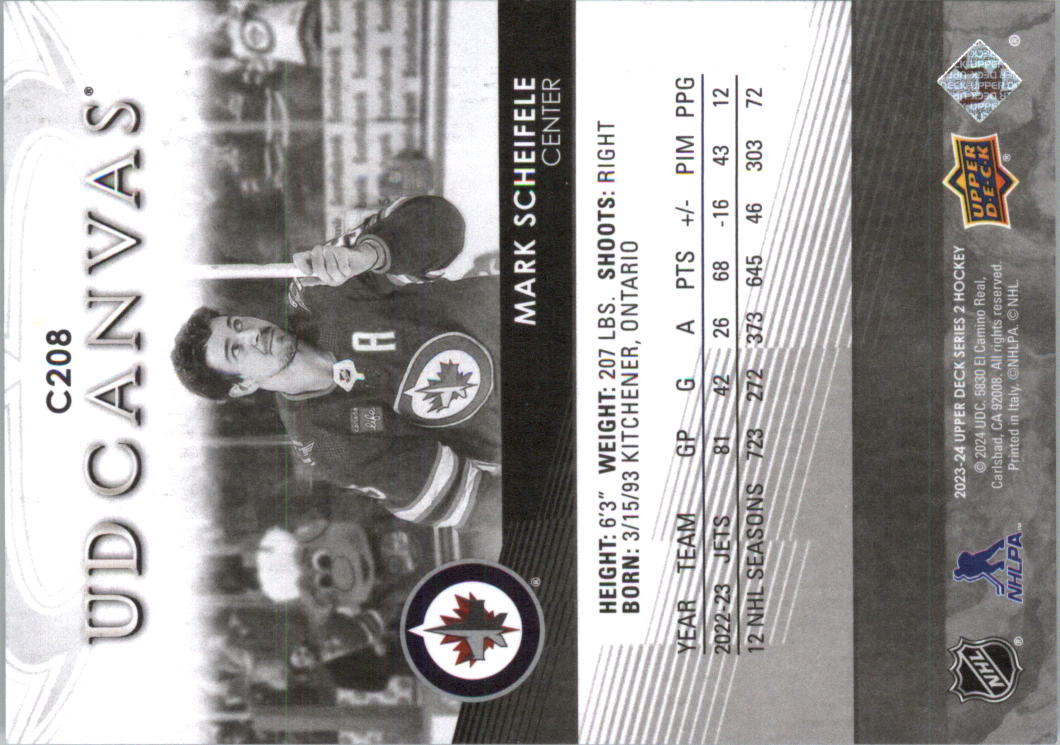 C208
UD CANVAS®
A
canada
life
MARK SCHEIFELE
CENTER
HEIGHT: 6'3" WEIGHT: 207 LBS. SHOOTS: RIGHT
BORN: 3/15/93 KITCHENER, ONTARIO
YEAR TEAM GP G A PTS +/- PIM PPG
2022-23 JETS 81 42 26 68 -16 43 12
12 NHL SEASONS 723 272 373 645 46 303 72
NHL ®
NHLPA™
2023-24 UPPER DECK SERIES 2 HOCKEY
© 2024 UDC. 5830 El Camino Real,
Carlsbad, CA 92008. All rights reserved.
Printed in Italy. ©NHLPA. © NHL.
UPPER
D·E·C·K ®